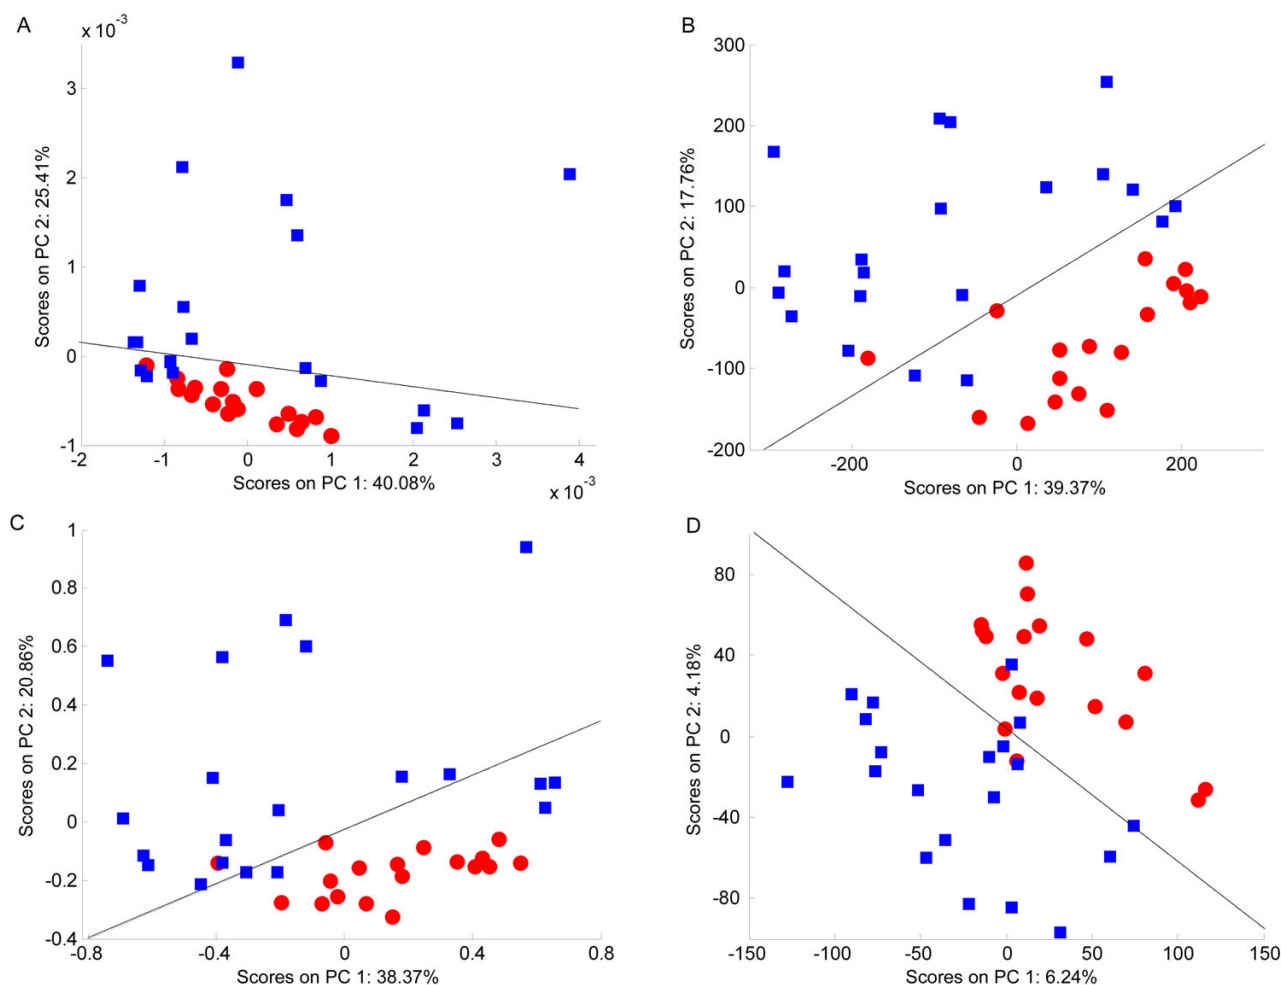 A
x 10⁻³
3
2
1
0
-1
Scores on PC 2: 25.41%
-2 -1 0 1 2 3 4
Scores on PC 1: 40.08%
x 10⁻³
B
300
200
100
0
-100
-200
Scores on PC 2: 17.76%
-200 0 200
Scores on PC 1: 39.37%
C
1
0.8
0.6
0.4
0.2
0
-0.2
-0.4
Scores on PC 2: 20.86%
-0.8 -0.4 0 0.4 0.8
Scores on PC 1: 38.37%
D
80
40
0
-40
-80
Scores on PC 2: 4.18%
-150 -100 -50 0 50 100 150
Scores on PC 1: 6.24%